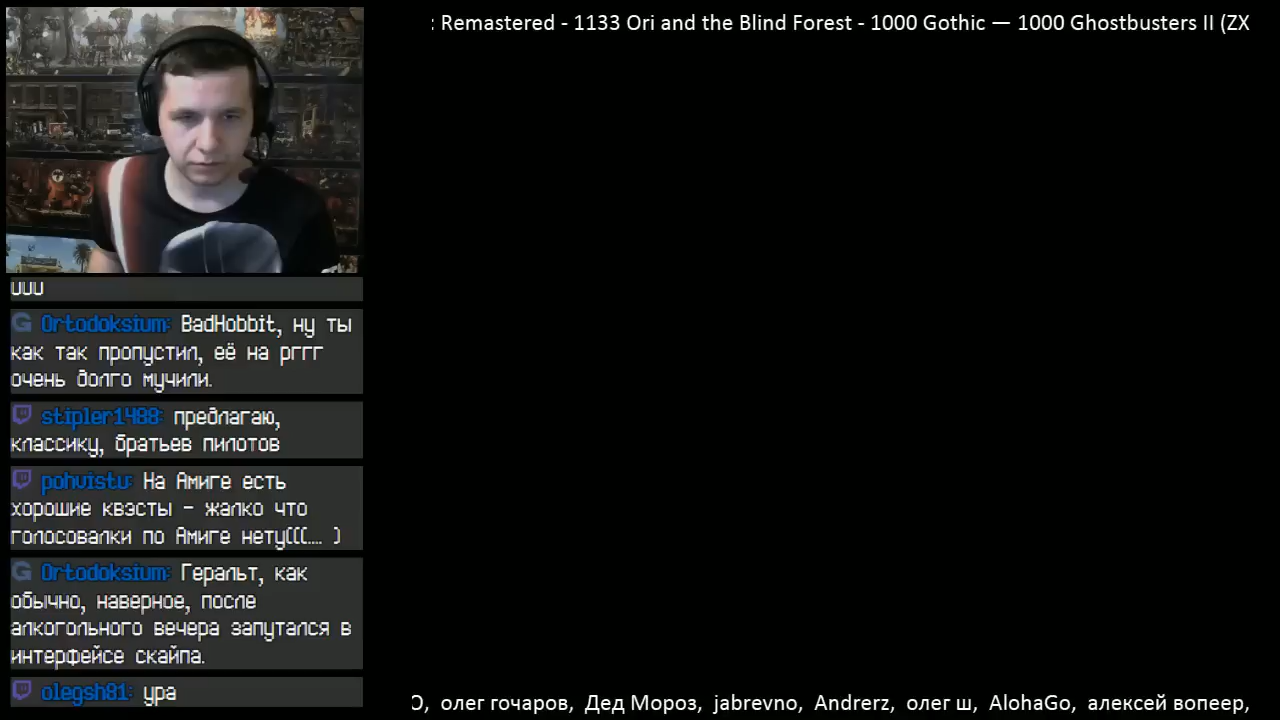 : Remastered - 1133 Ori and the Blind Forest - 1000 Gothic — 1000 Ghostbusters II (ZX
uuu
Ortodoksium: BadHobbit, ну ты
как так пропустил, её на рггг
очень долго мучили.
stipler1488: предлагаю,
классику, братьев пилотов
pohuistu: На Амиге есть
хорошие квэсты - жалко что
голосовалки по Амиге нету(((.... )
Ortodoksium: Геральт, как
обычно, наверное, после
алкогольного вечера запутался в
интерфейсе скайпа.
olegsh81: ура
О, олег гочаров, Дед Мороз, jabrevno, Andrerz, олег ш, AlohaGo, алексей вопеер,